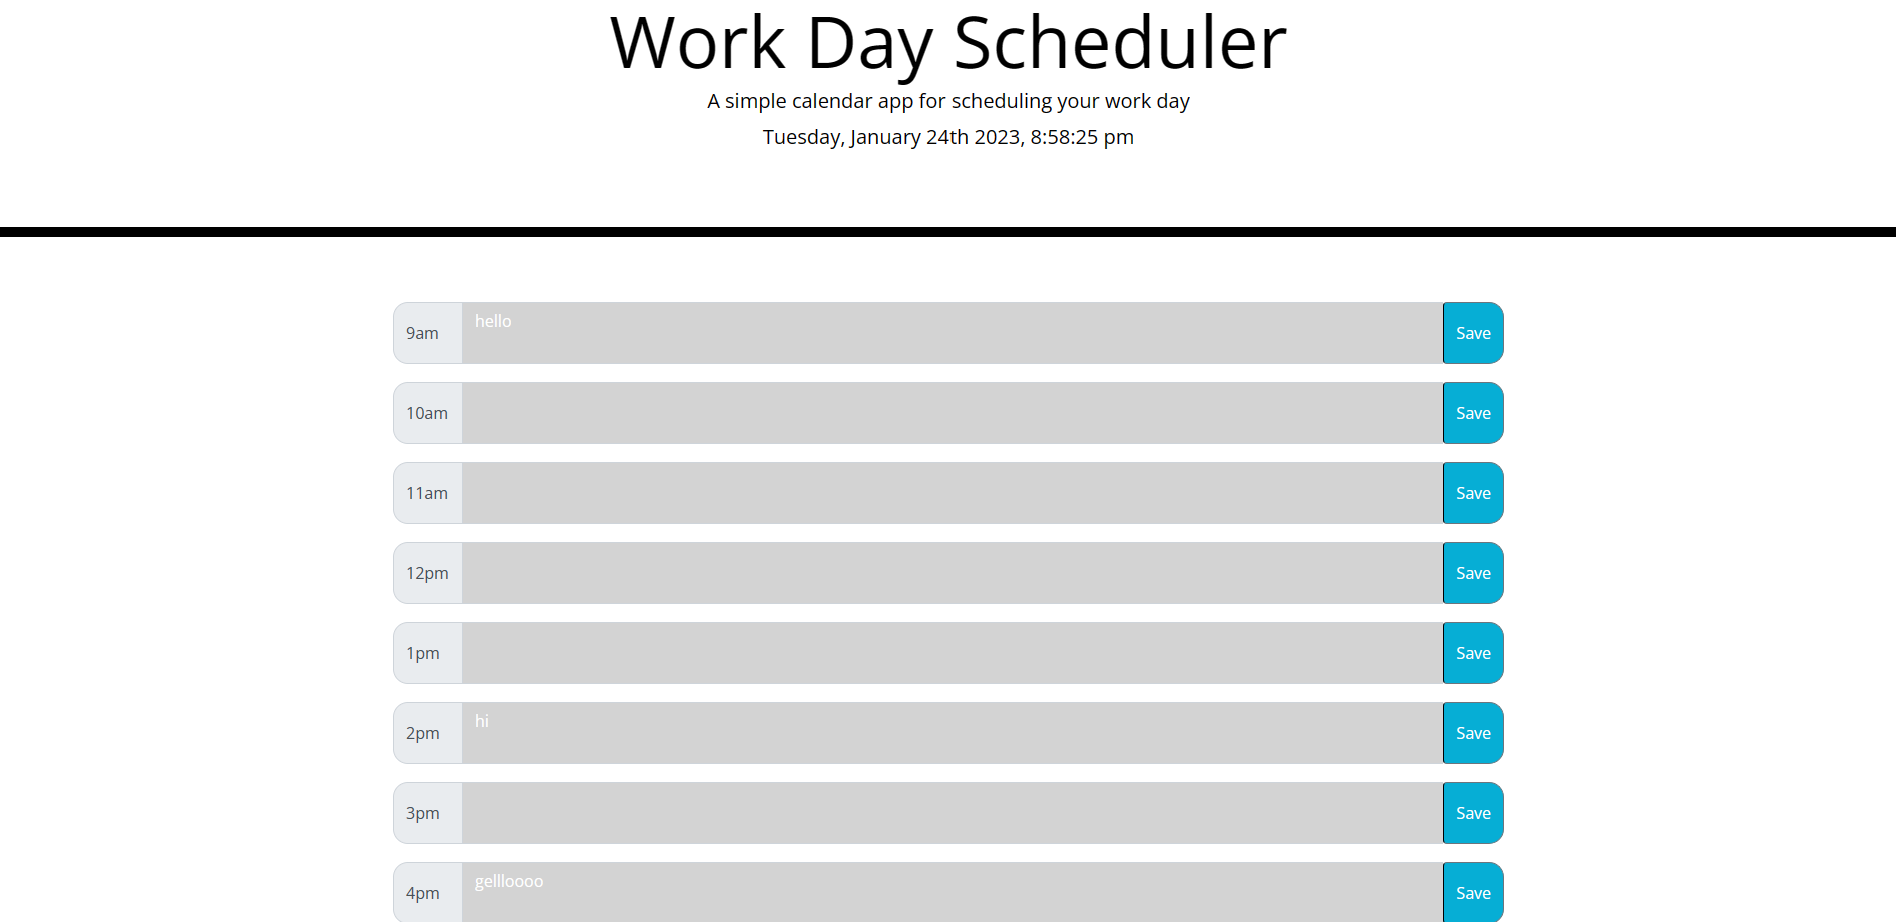 Work Day Scheduler
A simple calendar app for scheduling your work day
Tuesday, January 24th 2023, 8:58:25 pm
9am hello Save
10am Save
11am Save
12pm Save
1pm Save
2pm hi Save
3pm Save
4pm gellloooo Save